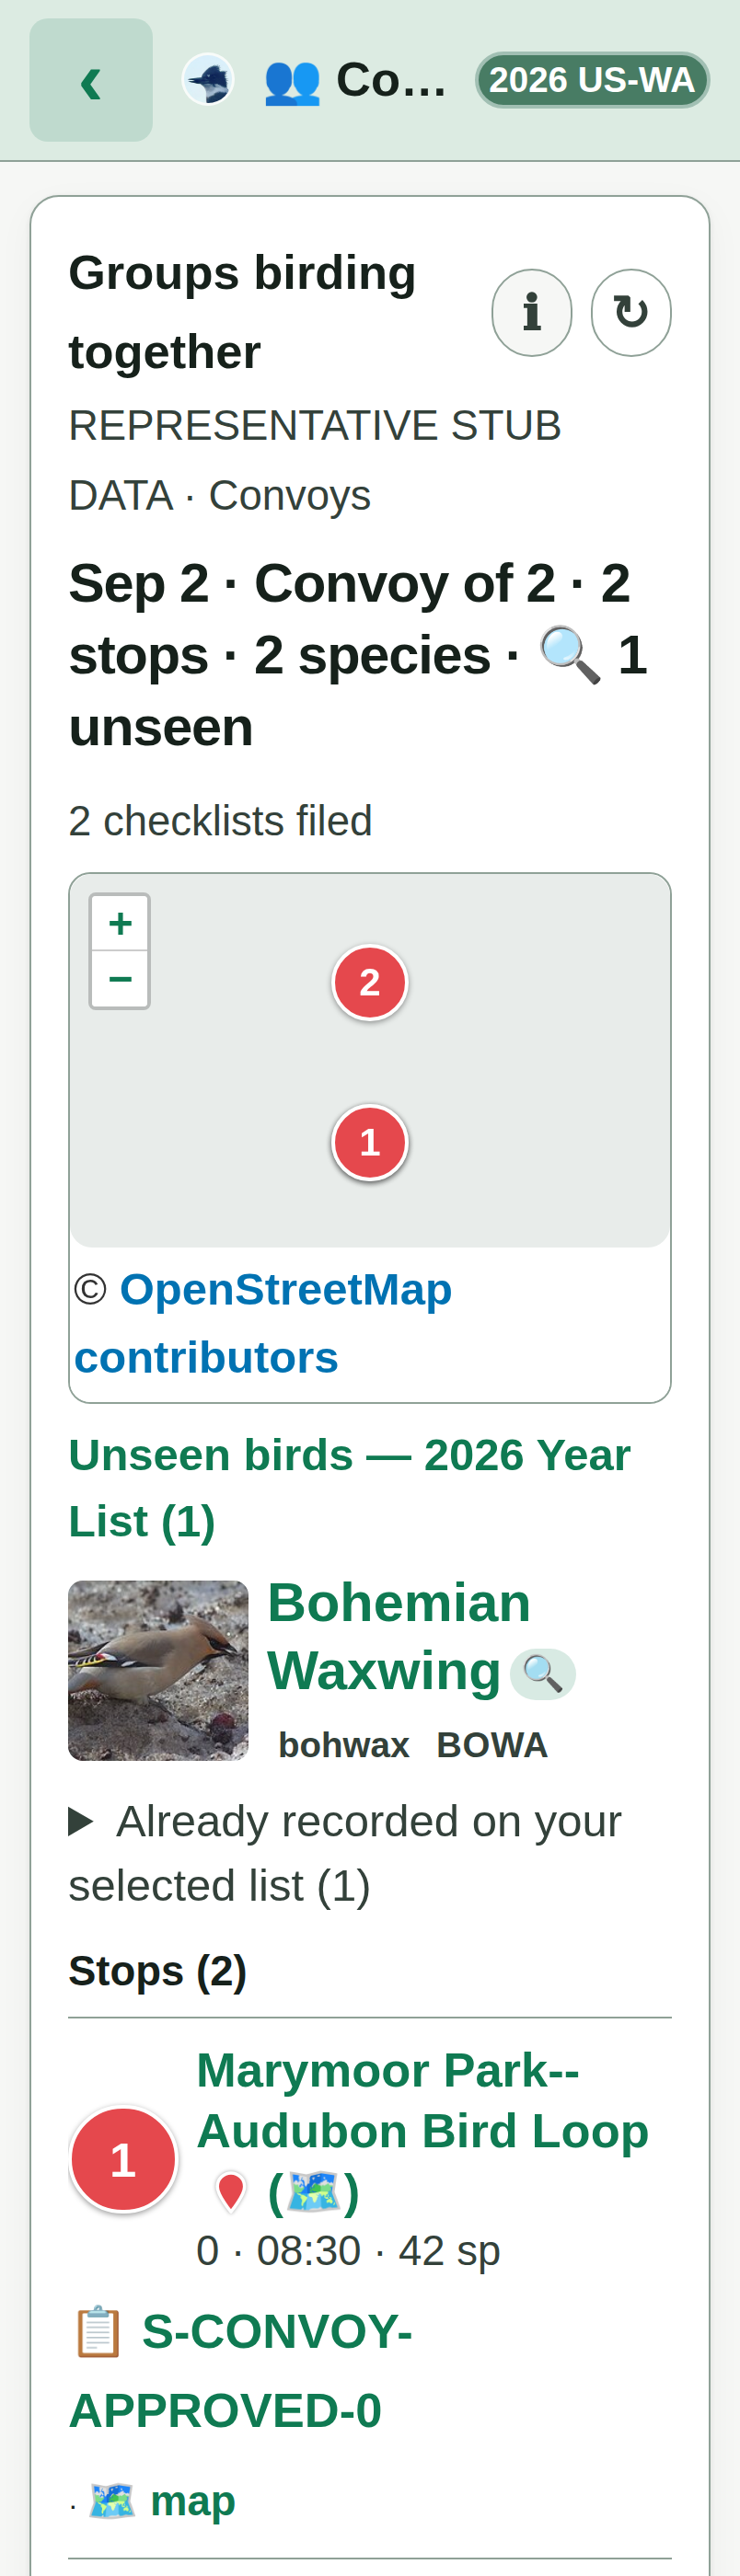 ‹ 👥 Co... 2026 US-WA
Groups birding
together
ℹ ↻
REPRESENTATIVE STUB
DATA · Convoys
Sep 2 · Convoy of 2 · 2
stops · 2 species · 🔍 1
unseen
2 checklists filed
+
−
2
1
© OpenStreetMap
contributors
Unseen birds — 2026 Year
List (1)
Bohemian
Waxwing 🔍
bohwax BOWA
▶ Already recorded on your
selected list (1)
Stops (2)
1
Marymoor Park--
Audubon Bird Loop
📍 (🗺️)
0 · 08:30 · 42 sp
📋 S-CONVOY-
APPROVED-0
· 🗺️ map